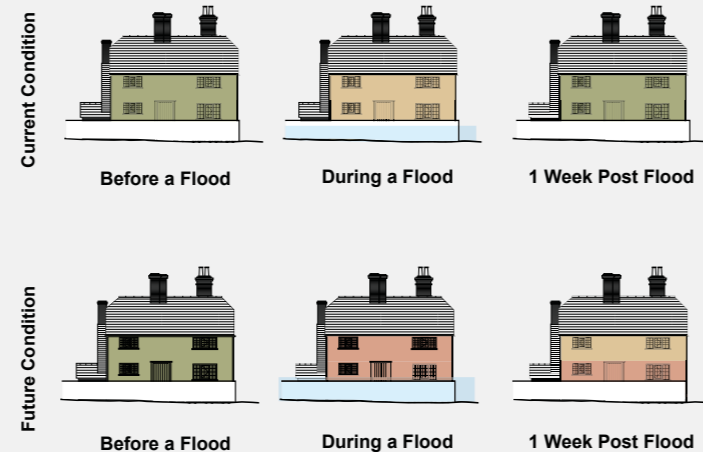 Current Condition
Before a Flood
During a Flood
1 Week Post Flood
Future Condition
Before a Flood
During a Flood
1 Week Post Flood